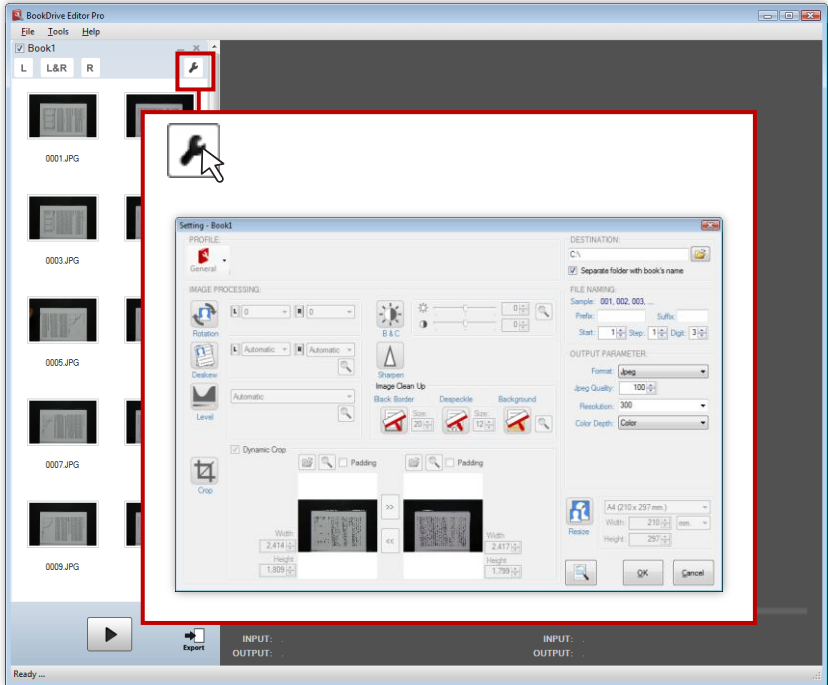 BookDrive Editor Pro
File Tools Help
Book1
L L&R R
0001.JPG
0003.JPG
0005.JPG
0007.JPG
0009.JPG
Setting - Book1
PROFILE:
General
DESTINATION:
C:\
Separate folder with book's name
IMAGE PROCESSING:
L 0 R 0
Rotation
B & C
0
0
L Automatic R Automatic
Deskew
Sharpen
Automatic
Level
Image Clean Up
Black Border Despeckle Background
Size: 20 Size: 12
FILE NAMING:
Sample: 001, 002, 003, ...
Prefix: Suffix:
Start: 1 Step: 1 Digit: 3
OUTPUT PARAMETER:
Format: Jpeg
Jpeg Quality: 100
Resolution: 300
Color Depth: Color
Dynamic Crop
Padding Padding
Crop
>>
<<
Width:
2,414
Height:
1,809
Width:
2,417
Height:
1,799
Resize
A4 (210 x 297 mm.)
Width: 210 mm.
Height: 297
OK Cancel
Export
INPUT: .
OUTPUT: .
INPUT: .
OUTPUT: .
Ready ...